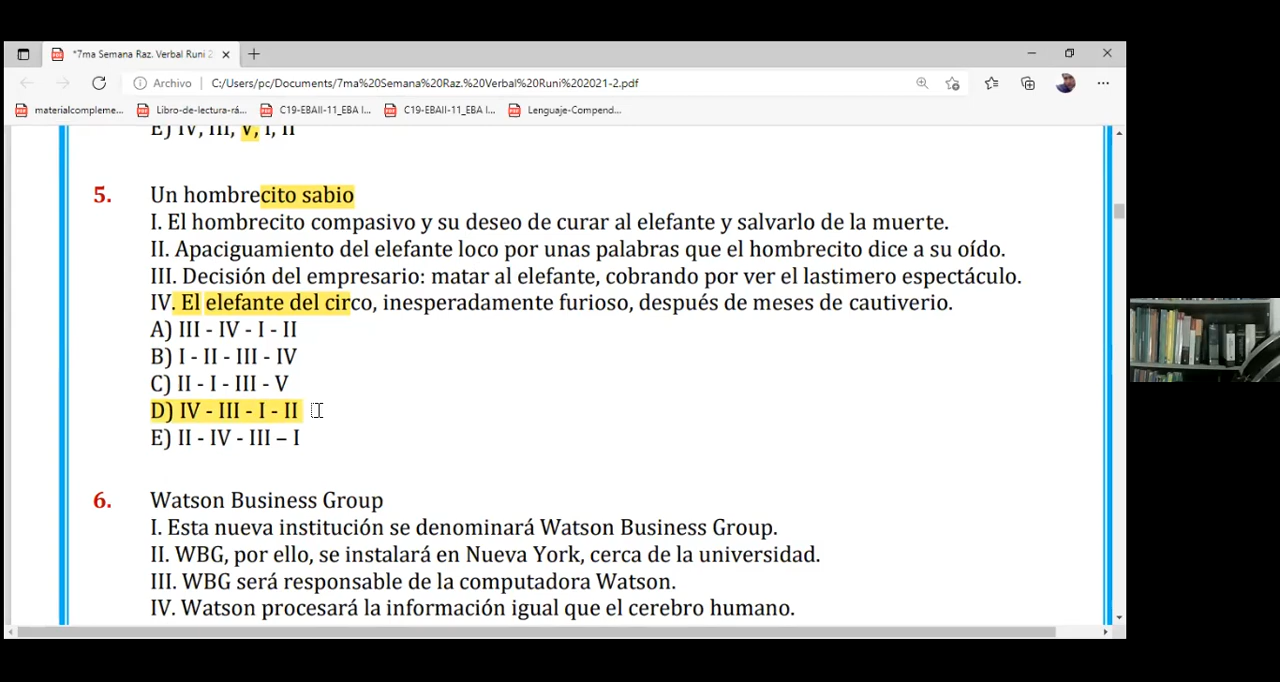 *7ma Semana Raz. Verbal Runi 2
Archivo
C:/Users/pc/Documents/7ma%20Semana%20Raz.%20Verbal%20Runi%202021-2.pdf
materialcompleme...
Libro-de-lectura-rá...
C19-EBAII-11_EBA I...
C19-EBAII-11_EBA I...
Lenguaje-Compend...
E) IV, III, V, I, II
5. Un hombrecito sabio
I. El hombrecito compasivo y su deseo de curar al elefante y salvarlo de la muerte.
II. Apaciguamiento del elefante loco por unas palabras que el hombrecito dice a su oído.
III. Decisión del empresario: matar al elefante, cobrando por ver el lastimero espectáculo.
IV. El elefante del circo, inesperadamente furioso, después de meses de cautiverio.
A) III - IV - I - II
B) I - II - III - IV
C) II - I - III - V
D) IV - III - I - II
E) II - IV - III – I
6. Watson Business Group
I. Esta nueva institución se denominará Watson Business Group.
II. WBG, por ello, se instalará en Nueva York, cerca de la universidad.
III. WBG será responsable de la computadora Watson.
IV. Watson procesará la información igual que el cerebro humano.